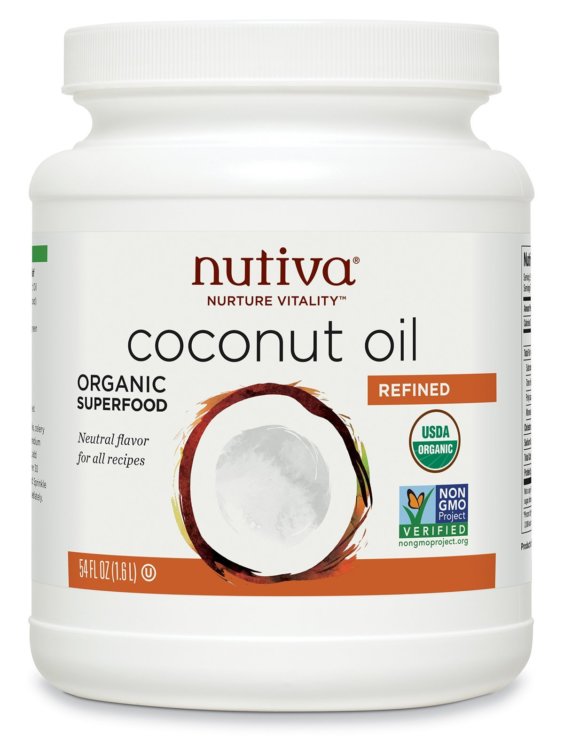 nutiva®
NURTURE VITALITY™
coconut oil
ORGANIC
SUPERFOOD
REFINED
Neutral flavor
for all recipes
USDA
ORGANIC
NON
GMO
Project
VERIFIED
nongmoproject.org
54 FL OZ (1.6 L) U